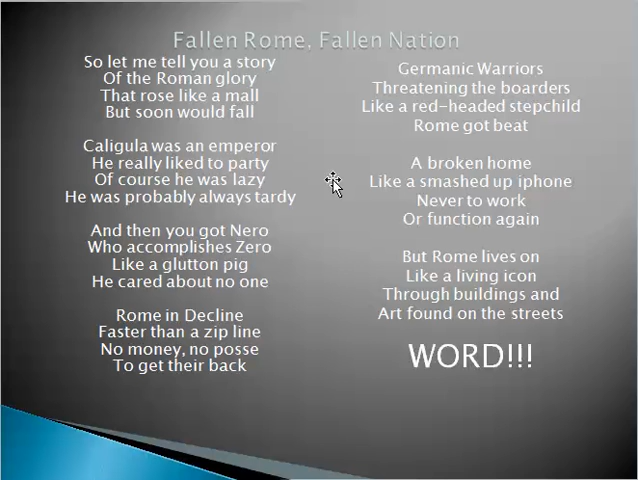 Fallen Rome, Fallen Nation
So let me tell you a story
Of the Roman glory
That rose like a mall
But soon would fall
Caligula was an emperor
He really liked to party
Of course he was lazy
He was probably always tardy
And then you got Nero
Who accomplishes Zero
Like a glutton pig
He cared about no one
Rome in Decline
Faster than a zip line
No money, no posse
To get their back
Germanic Warriors
Threatening the boarders
Like a red-headed stepchild
Rome got beat
A broken home
Like a smashed up iphone
Never to work
Or function again
But Rome lives on
Like a living icon
Through buildings and
Art found on the streets
WORD!!!